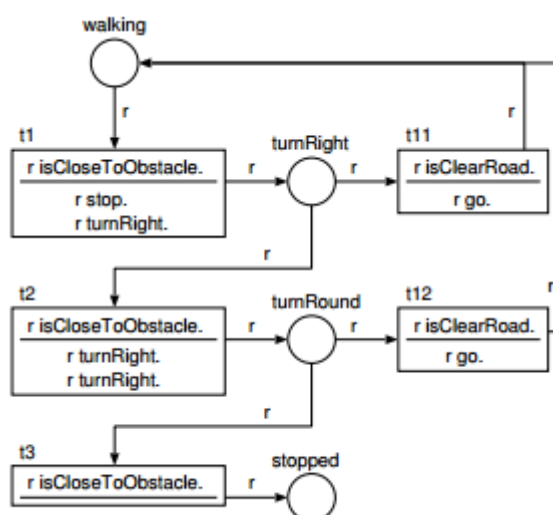 walking
r
r
t1
turnRight
t11
r isCloseToObstacle.
r
r
r isClearRoad.
r stop.
r go.
r turnRight.
r
t2
turnRound
t12
r
r isCloseToObstacle.
r
r
r isClearRoad.
r turnRight.
r go.
r turnRight.
r
t3
stopped
r isCloseToObstacle.
r